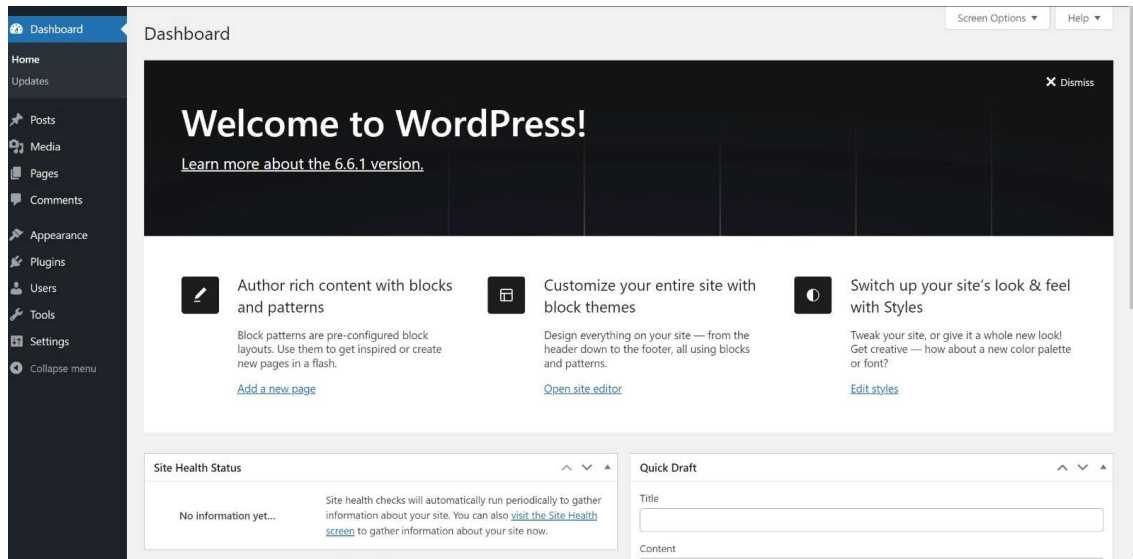 Dashboard
Home
Updates
Posts
Media
Pages
Comments
Appearance
Plugins
Users
Tools
Settings
Collapse menu
Screen Options
Help
Dashboard
Dismiss
Welcome to WordPress!
Learn more about the 6.6.1 version.
Author rich content with blocks
and patterns
Block patterns are pre-configured block
layouts. Use them to get inspired or create
new pages in a flash.
Add a new page
Customize your entire site with
block themes
Design everything on your site — from the
header down to the footer, all using blocks
and patterns.
Open site editor
Switch up your site’s look & feel
with Styles
Tweak your site, or give it a whole new look!
Get creative — how about a new color palette
or font?
Edit styles
Site Health Status
No information yet...
Site health checks will automatically run periodically to gather
information about your site. You can also visit the Site Health
screen to gather information about your site now.
Quick Draft
Title
Content